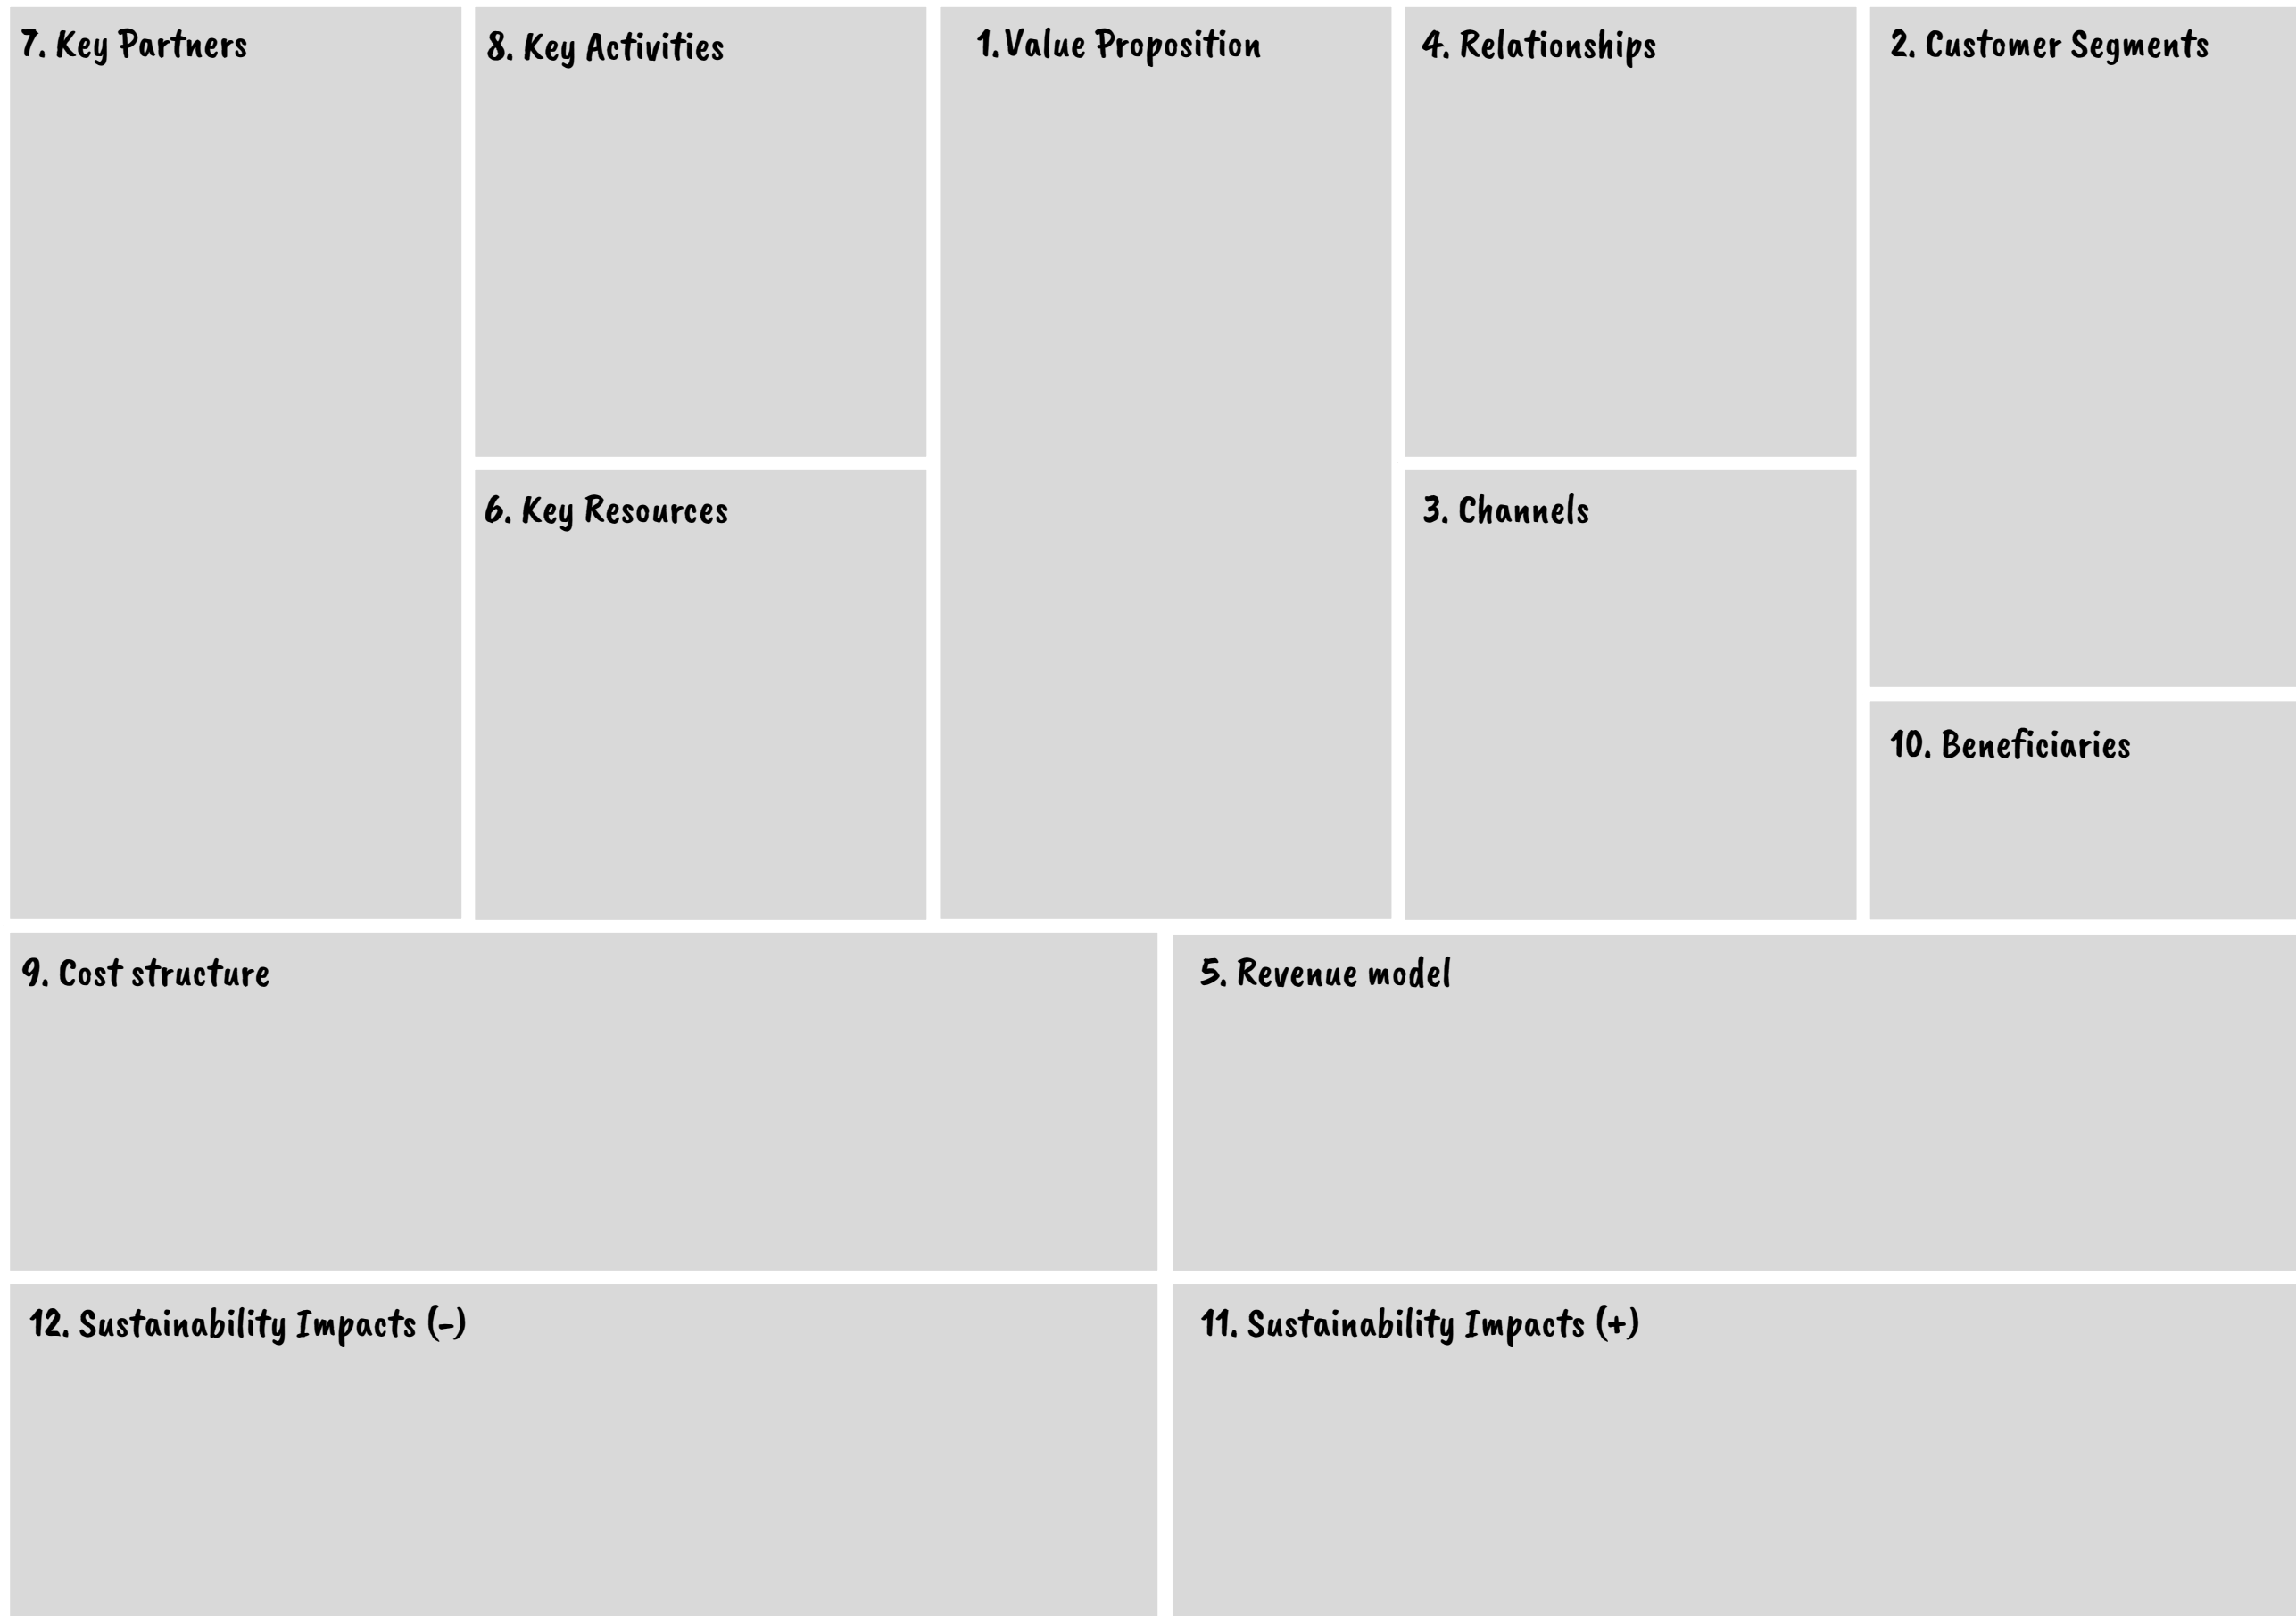 7. Key Partners
8. Key Activities
1. Value Proposition
4. Relationships
2. Customer Segments
6. Key Resources
3. Channels
10. Beneficiaries
9. Cost structure
5. Revenue model
12. Sustainability Impacts (-)
11. Sustainability Impacts (+)